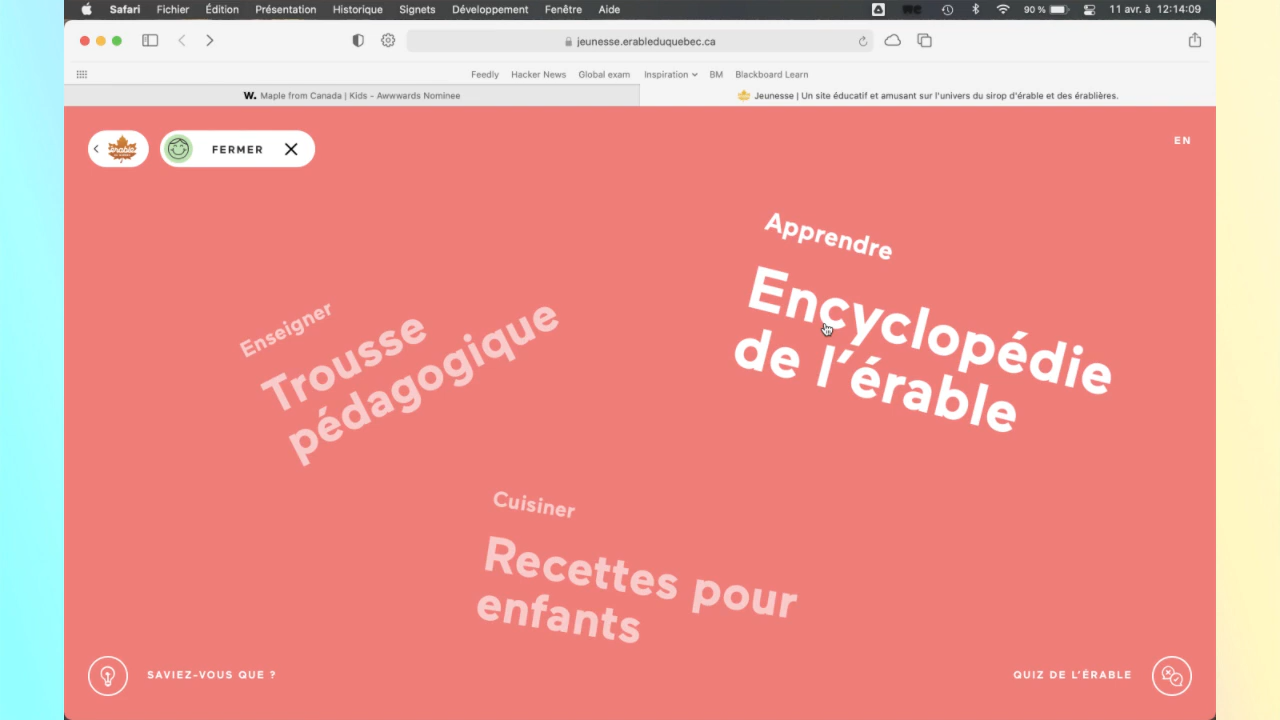 Safari Fichier Édition Présentation Historique Signets Développement Fenêtre Aide
90 % 11 avr. à 12:14:09
jeunesse.erableduquebec.ca
Feedly Hacker News Global exam Inspiration BM Blackboard Learn
W. Maple from Canada | Kids - Awwwards Nominee
Jeunesse | Un site éducatif et amusant sur l'univers du sirop d'érable et des érablières.
érable
FERMER
EN
Apprendre
Encyclopédie
de l'érable
Enseigner
Trousse
pédagogique
Cuisiner
Recettes pour
enfants
SAVIEZ-VOUS QUE ?
QUIZ DE L'ÉRABLE